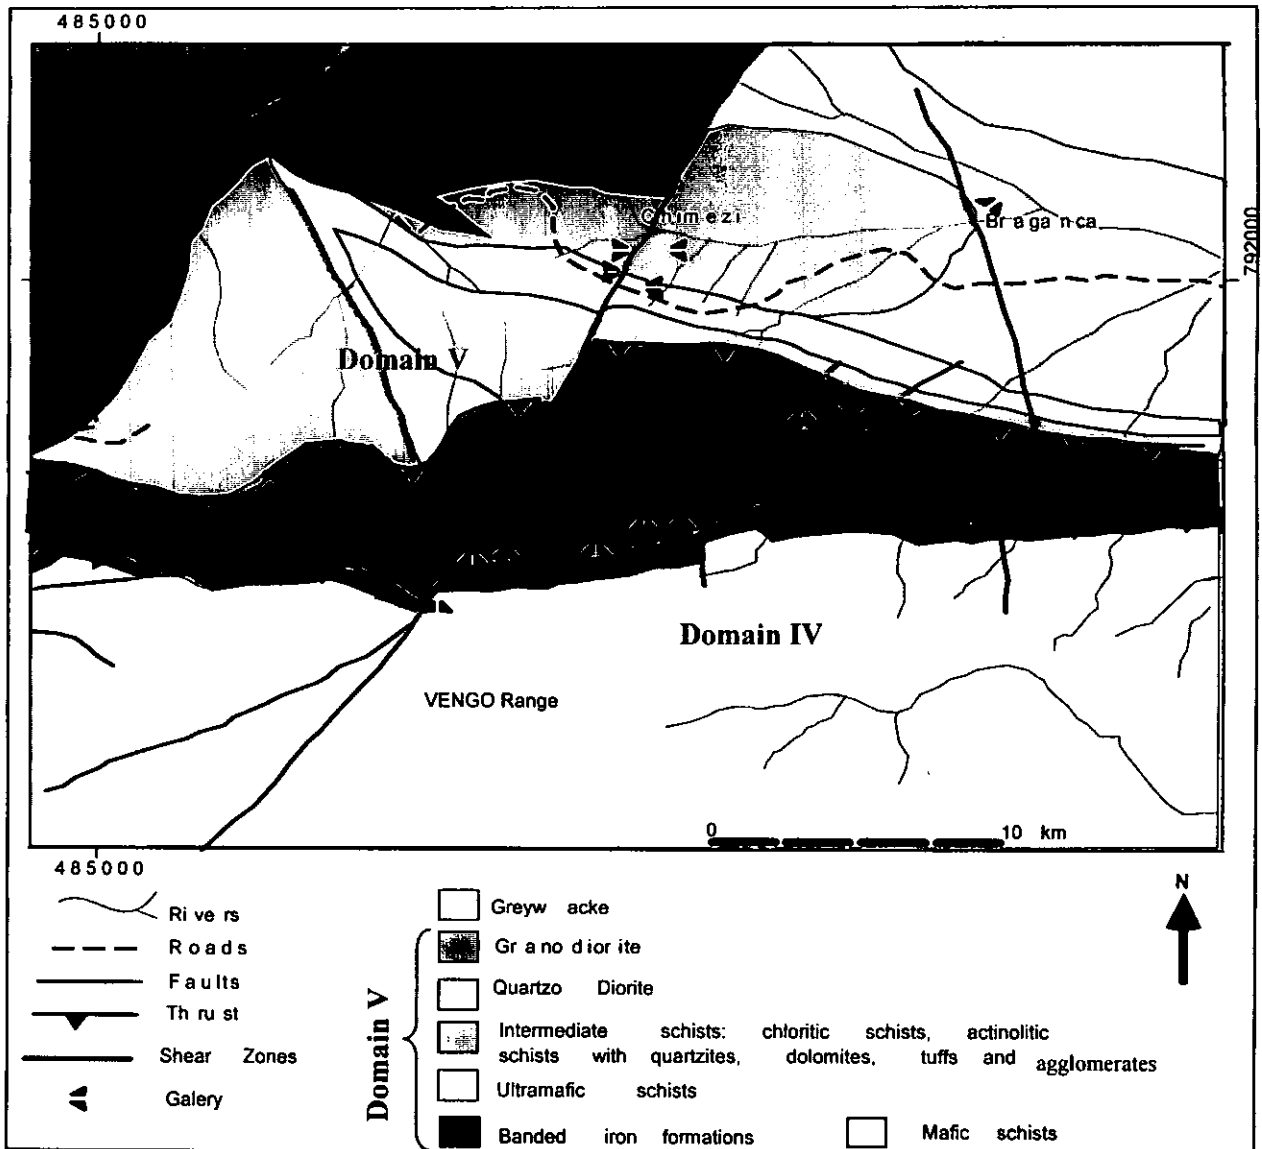 485000
Chimezi
Braganca
792000
Domain V
Domain IV
VENGO Range
0 10 km
485000
N
Rivers
Roads
Faults
Thrust
Shear Zones
Galery
Domain V
Greywacke
Granodiorite
Quartzo Diorite
Intermediate schists: chloritic schists, actinolitic
schists with quartzites, dolomites, tuffs and agglomerates
Ultramafic schists
Banded iron formations
Mafic schists